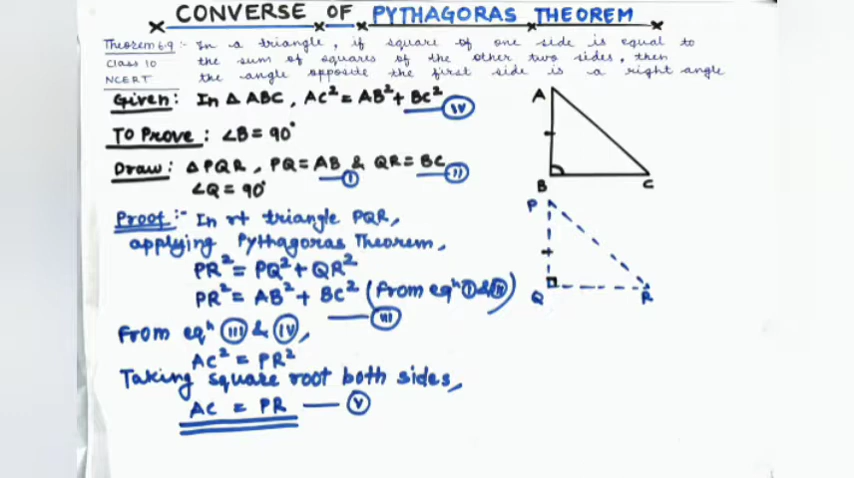 CONVERSE OF PYTHAGORAS THEOREM
Theorem 6.9 :- In a triangle, if square of one side is equal to
Class 10 the sum of squares of the other two sides, then
NCERT the angle opposite the first side is a right angle
Given: In Δ ABC, AC² = AB² + BC² (iv)
To Prove: ∠B = 90°
Draw: Δ PQR, PQ = AB & QR = BC
(i) (ii)
∠Q = 90°
Proof:- In rt triangle PQR,
applying Pythagoras Theorem,
PR² = PQ² + QR²
PR² = AB² + BC² (from eqⁿ (i) & (ii))
(iii)
From eqⁿ (iii) & (iv),
AC² = PR²
Taking square root both sides,
AC = PR — (v)
A
B
C
P
Q
R